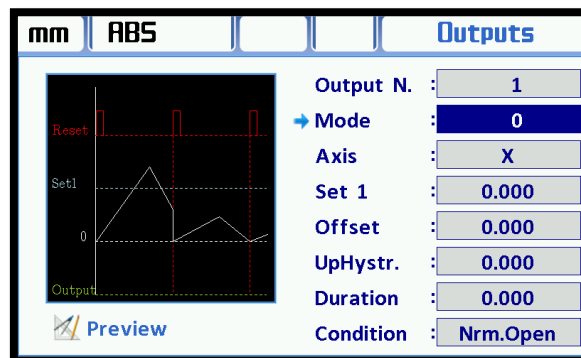 mm ABS Outputs
Output N. : 1
Mode : 0
Axis : X
Set 1 : 0.000
Offset : 0.000
UpHystr. : 0.000
Duration : 0.000
Condition : Nrm.Open
Reset
Set1
0
Output
Preview